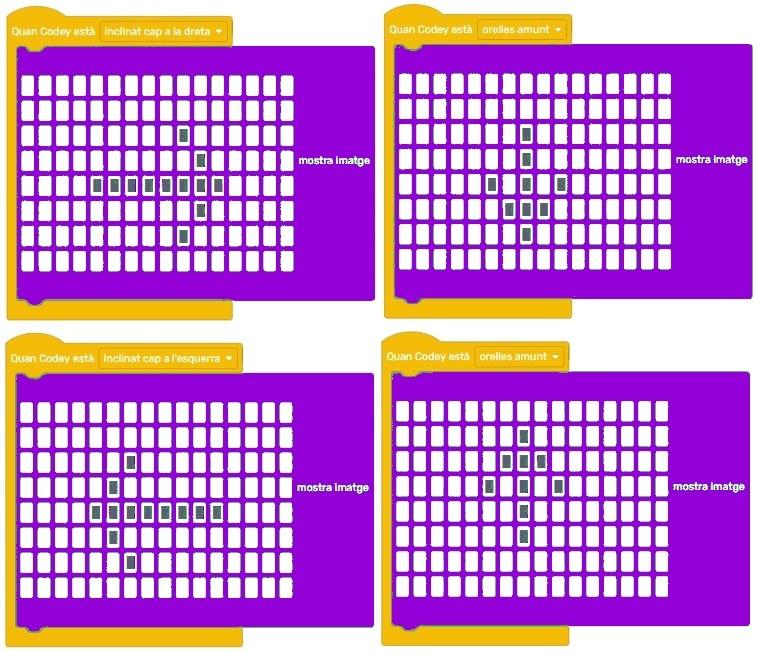 Quan Codey està Inclinat cap a la dreta
mostra imatge
Quan Codey està orelles amunt
mostra imatge
Quan Codey està Inclinat cap a l'esquerra
mostra imatge
Quan Codey està orelles amunt
mostra imatge